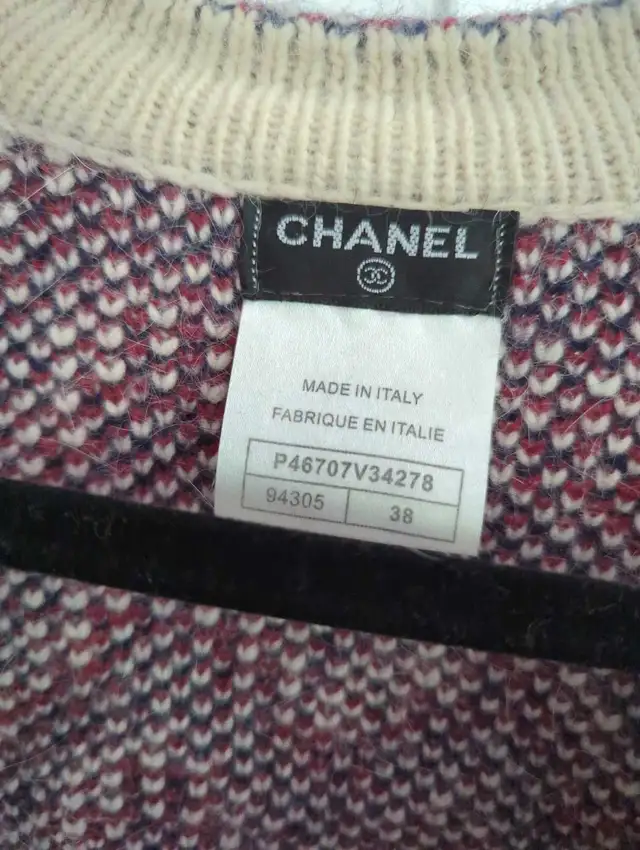 CHANEL
MADE IN ITALY
FABRIQUE EN ITALIE
P46707V34278
94305 38